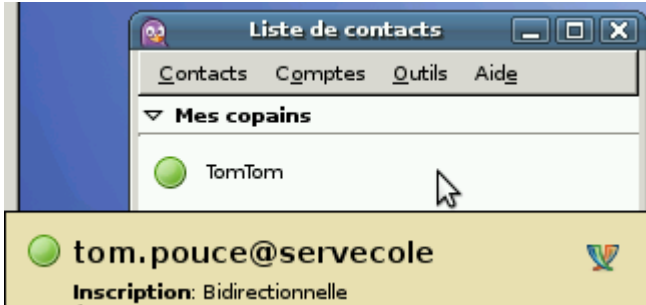 Liste de contacts
Contacts Comptes Outils Aide
Mes copains
TomTom
tom.pouce@servecole
Inscription: Bidirectionnelle